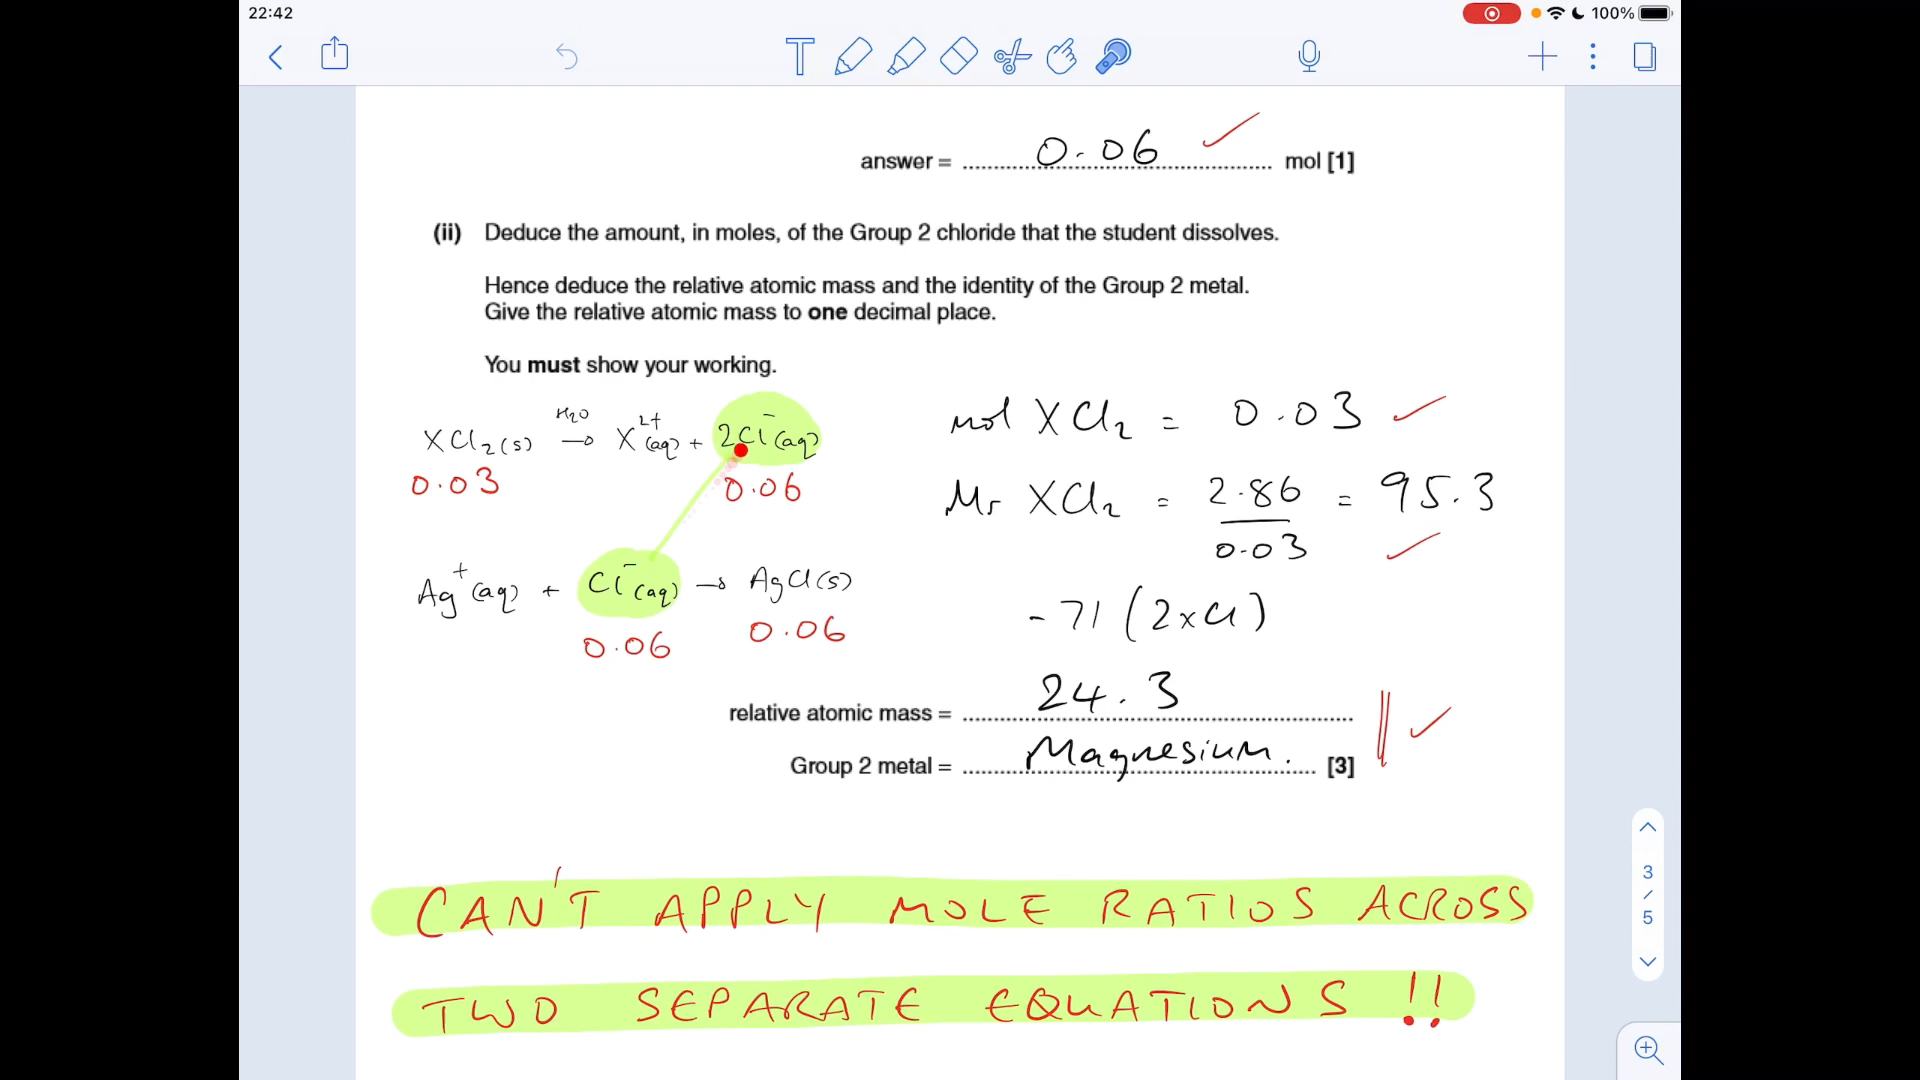 22:42
100%
answer = 0.06 mol [1]
(ii) Deduce the amount, in moles, of the Group 2 chloride that the student dissolves.
Hence deduce the relative atomic mass and the identity of the Group 2 metal.
Give the relative atomic mass to one decimal place.
You must show your working.
XCl₂(s) H₂O → X²⁺(aq) + 2Cl⁻(aq)
0.03 0.06
Ag⁺(aq) + Cl⁻(aq) → AgCl(s)
0.06 0.06
mol XCl₂ = 0.03
Mr XCl₂ = 2.86 / 0.03 = 95.3
- 71 (2xCl)
relative atomic mass = 24.3
Group 2 metal = Magnesium. [3]
3
/
5
CAN'T APPLY MOLE RATIOS ACROSS
TWO SEPARATE EQUATIONS !!